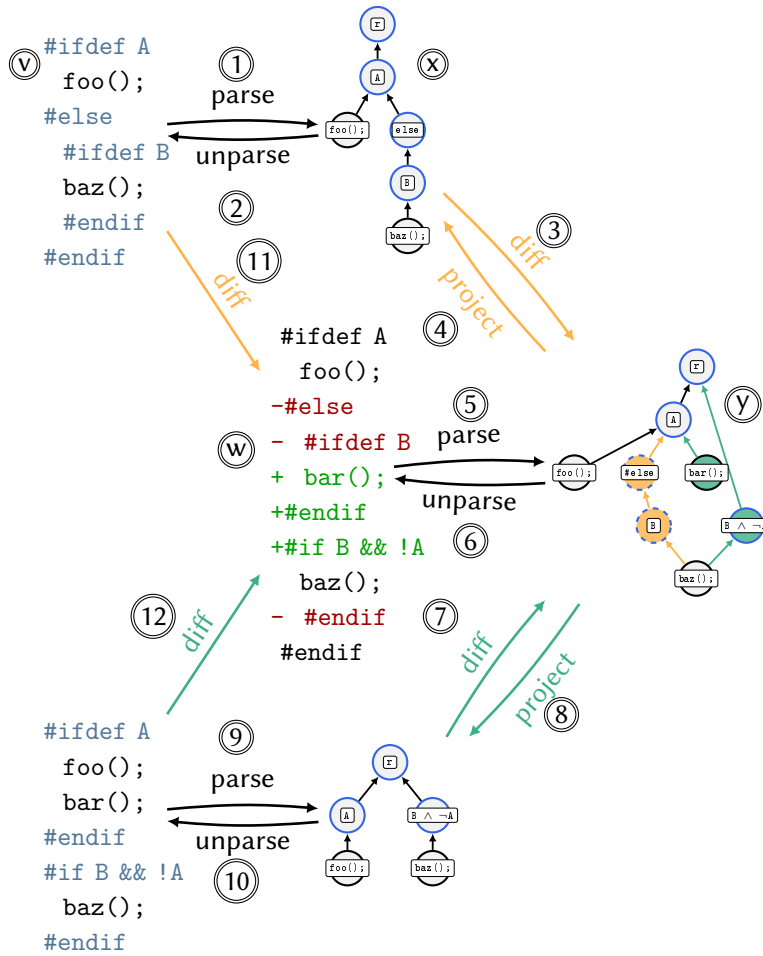 v
#ifdef A
foo();
#else
#ifdef B
baz();
#endif
#endif
1
parse
unparse
2
r
A
foo();
else
B
baz();
x
3
diff
project
4
11
diff
#ifdef A
foo();
-#else
- #ifdef B
+ bar();
+#endif
+#if B && !A
baz();
- #endif
#endif
w
5
parse
unparse
6
r
y
A
foo();
#else
bar();
B
B ∧ ¬
baz();
12
diff
7
diff
project
8
#ifdef A
foo();
bar();
#endif
#if B && !A
baz();
#endif
9
parse
unparse
10
r
A
B ∧ ¬A
foo();
baz();